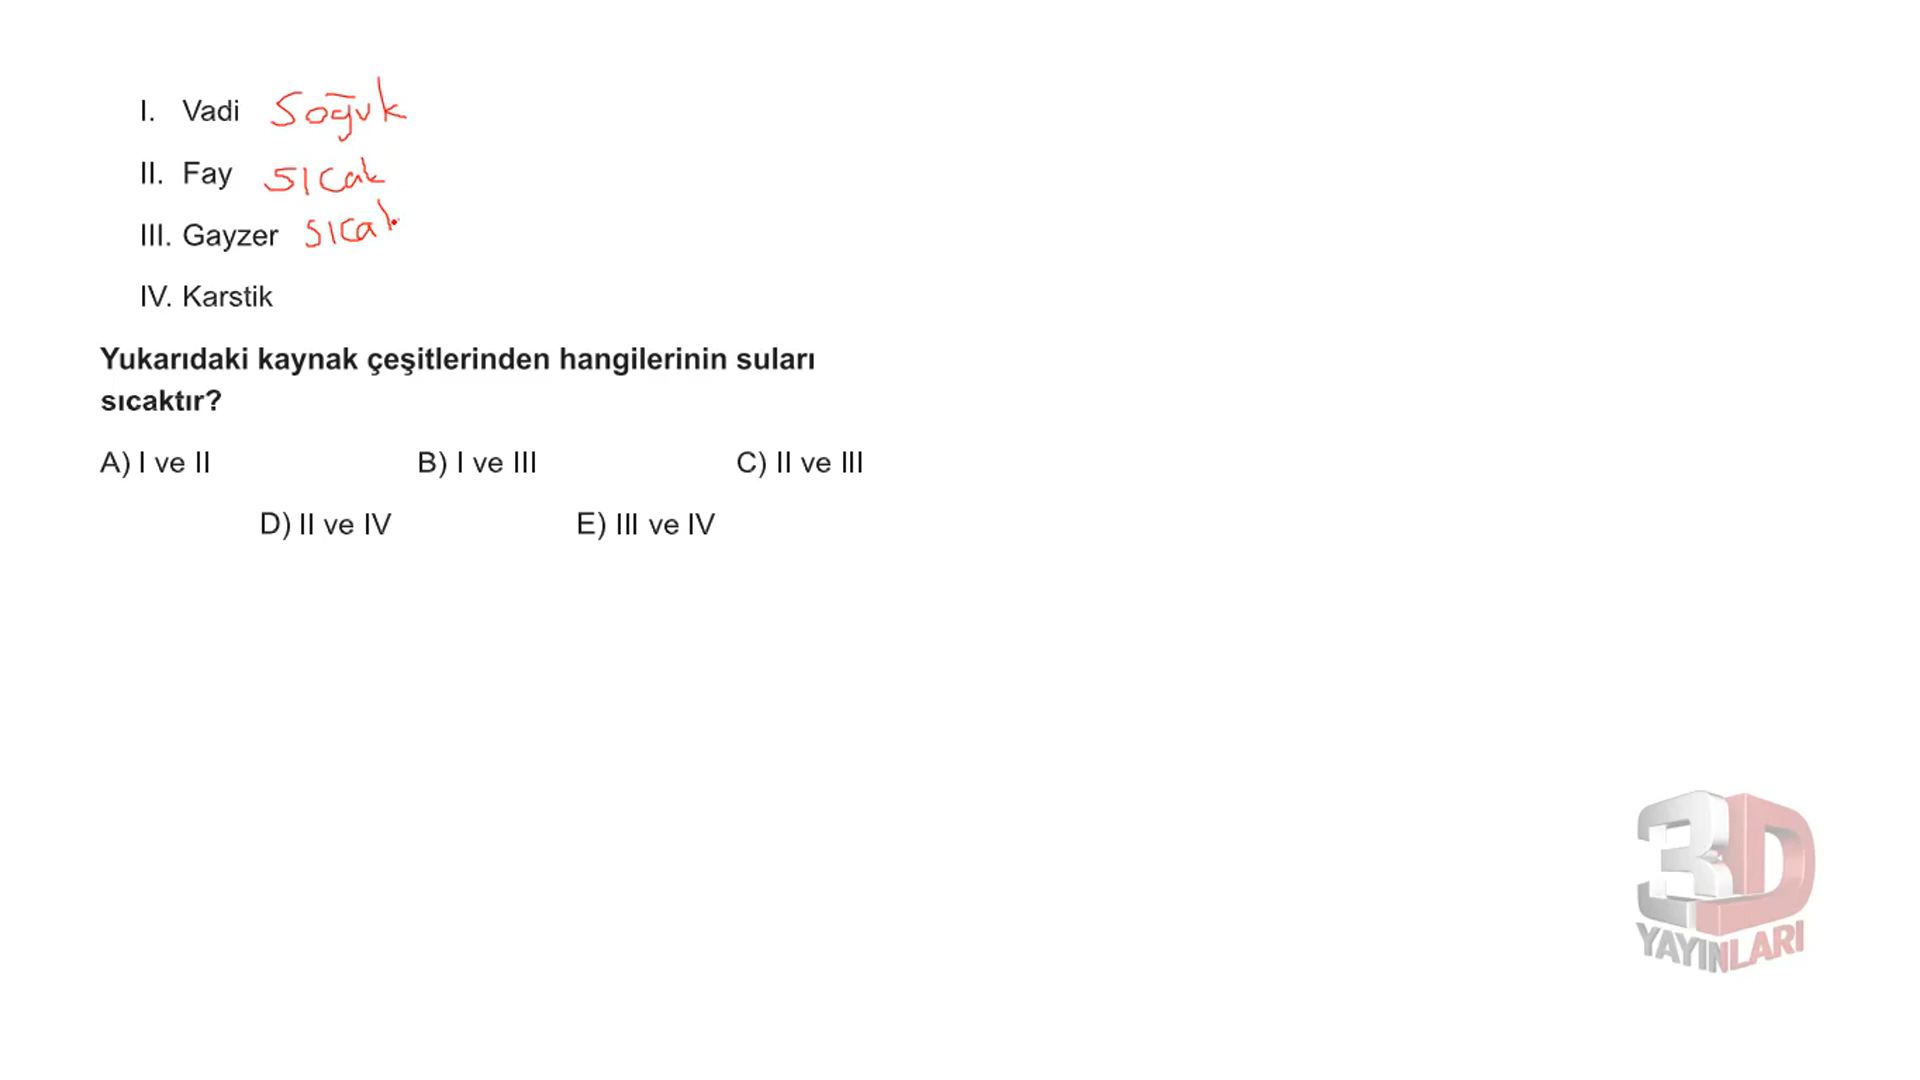 I. Vadi soğuk
II. Fay sıcak
III. Gayzer sıcak
IV. Karstik
Yukarıdaki kaynak çeşitlerinden hangilerinin suları
sıcaktır?
A) I ve II B) I ve III C) II ve III
D) II ve IV E) III ve IV
3D
YAYINLARI